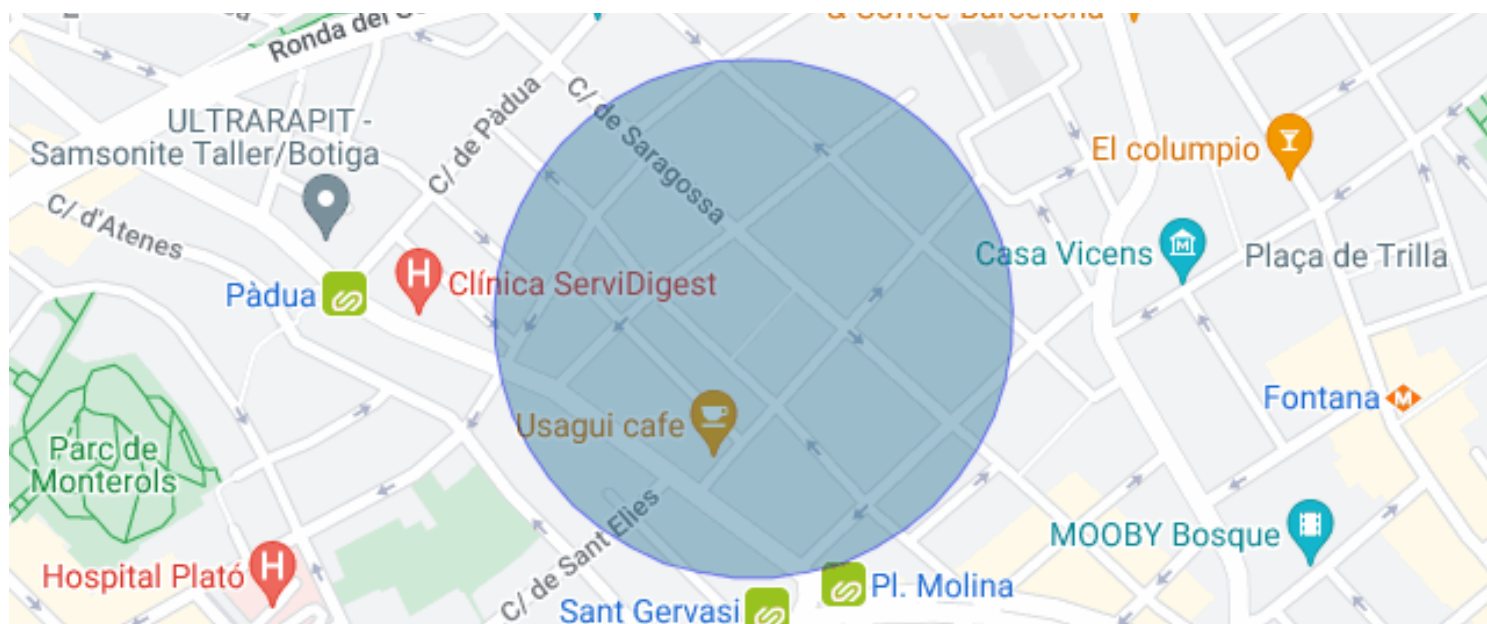 & Coffee Barcelona
Ronda del
C/ de Pàdua
C/ de Saragossa
ULTRARAPIT -
Samsonite Taller/Botiga
El columpio
C/ d'Atenes
Casa Vicens
Plaça de Trilla
Pàdua
Clínica ServiDigest
Fontana
Usagui cafe
Parc de
Monterols
C/ de Sant Elies
MOOBY Bosque
Hospital Plató
Pl. Molina
Sant Gervasi